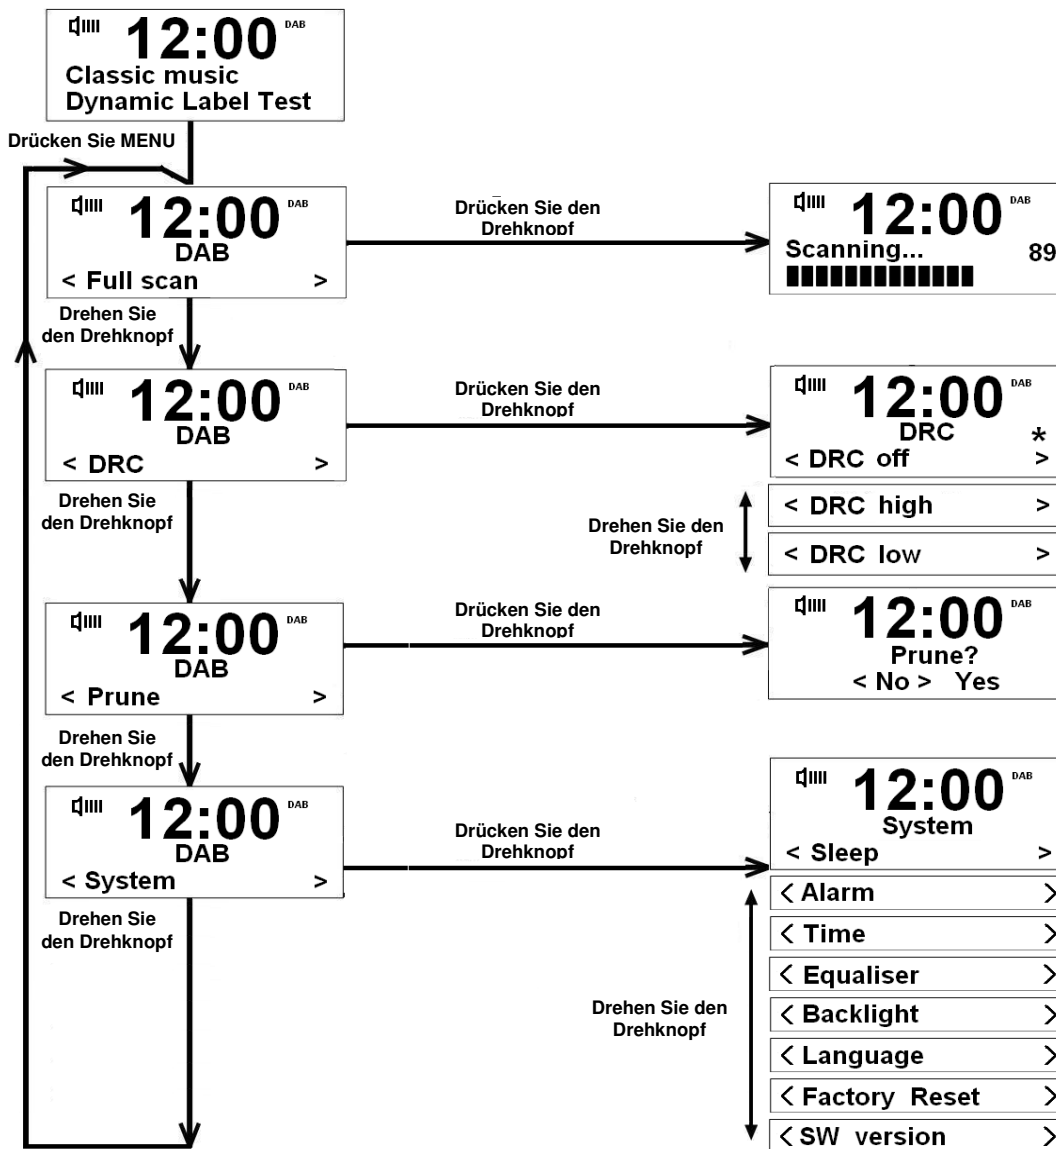 12:00 DAB
Classic music
Dynamic Label Test
Drücken Sie MENU
12:00 DAB
DAB
< Full scan >
Drücken Sie den
Drehknopf
12:00 DAB
Scanning... 89
Drehen Sie
den Drehknopf
12:00 DAB
DAB
< DRC >
Drücken Sie den
Drehknopf
12:00 DAB
DRC *
< DRC off >
< DRC high >
< DRC low >
Drehen Sie den
Drehknopf
Drehen Sie
den Drehknopf
12:00 DAB
DAB
< Prune >
Drücken Sie den
Drehknopf
12:00 DAB
Prune?
< No > Yes
Drehen Sie
den Drehknopf
12:00 DAB
DAB
< System >
Drücken Sie den
Drehknopf
12:00 DAB
System
< Sleep >
< Alarm >
< Time >
< Equaliser >
< Backlight >
< Language >
< Factory Reset >
< SW version >
Drehen Sie den
Drehknopf
Drehen Sie
den Drehknopf